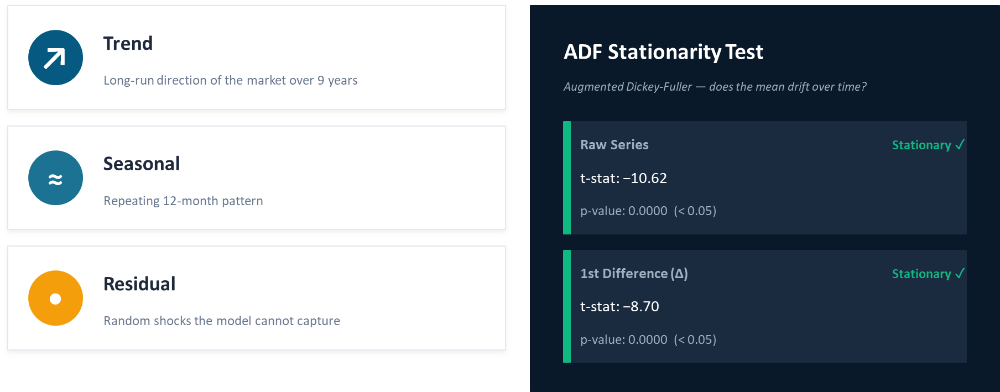 Trend
Long-run direction of the market over 9 years
Seasonal
Repeating 12-month pattern
Residual
Random shocks the model cannot capture
ADF Stationarity Test
Augmented Dickey-Fuller — does the mean drift over time?
Raw Series Stationary ✓
t-stat: −10.62
p-value: 0.0000 (< 0.05)
1st Difference (Δ) Stationary ✓
t-stat: −8.70
p-value: 0.0000 (< 0.05)